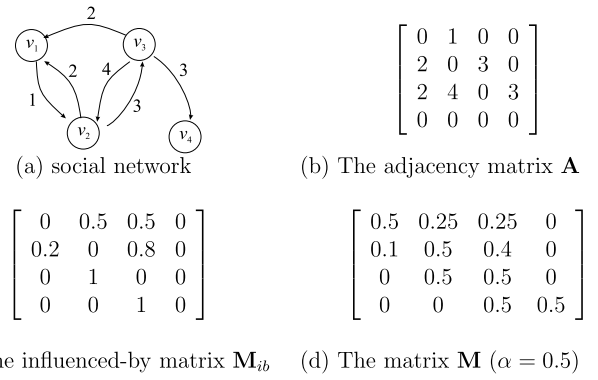 2
v₁
v₃
2
4
3
1
3
v₂
v₄
(a) social network
0 1 0 0
2 0 3 0
2 4 0 3
0 0 0 0
(b) The adjacency matrix A
0 0.5 0.5 0
0.2 0 0.8 0
0 1 0 0
0 0 1 0
0.5 0.25 0.25 0
0.1 0.5 0.4 0
0 0.5 0.5 0
0 0 0.5 0.5
he influenced-by matrix M_ib
(d) The matrix M (α = 0.5)